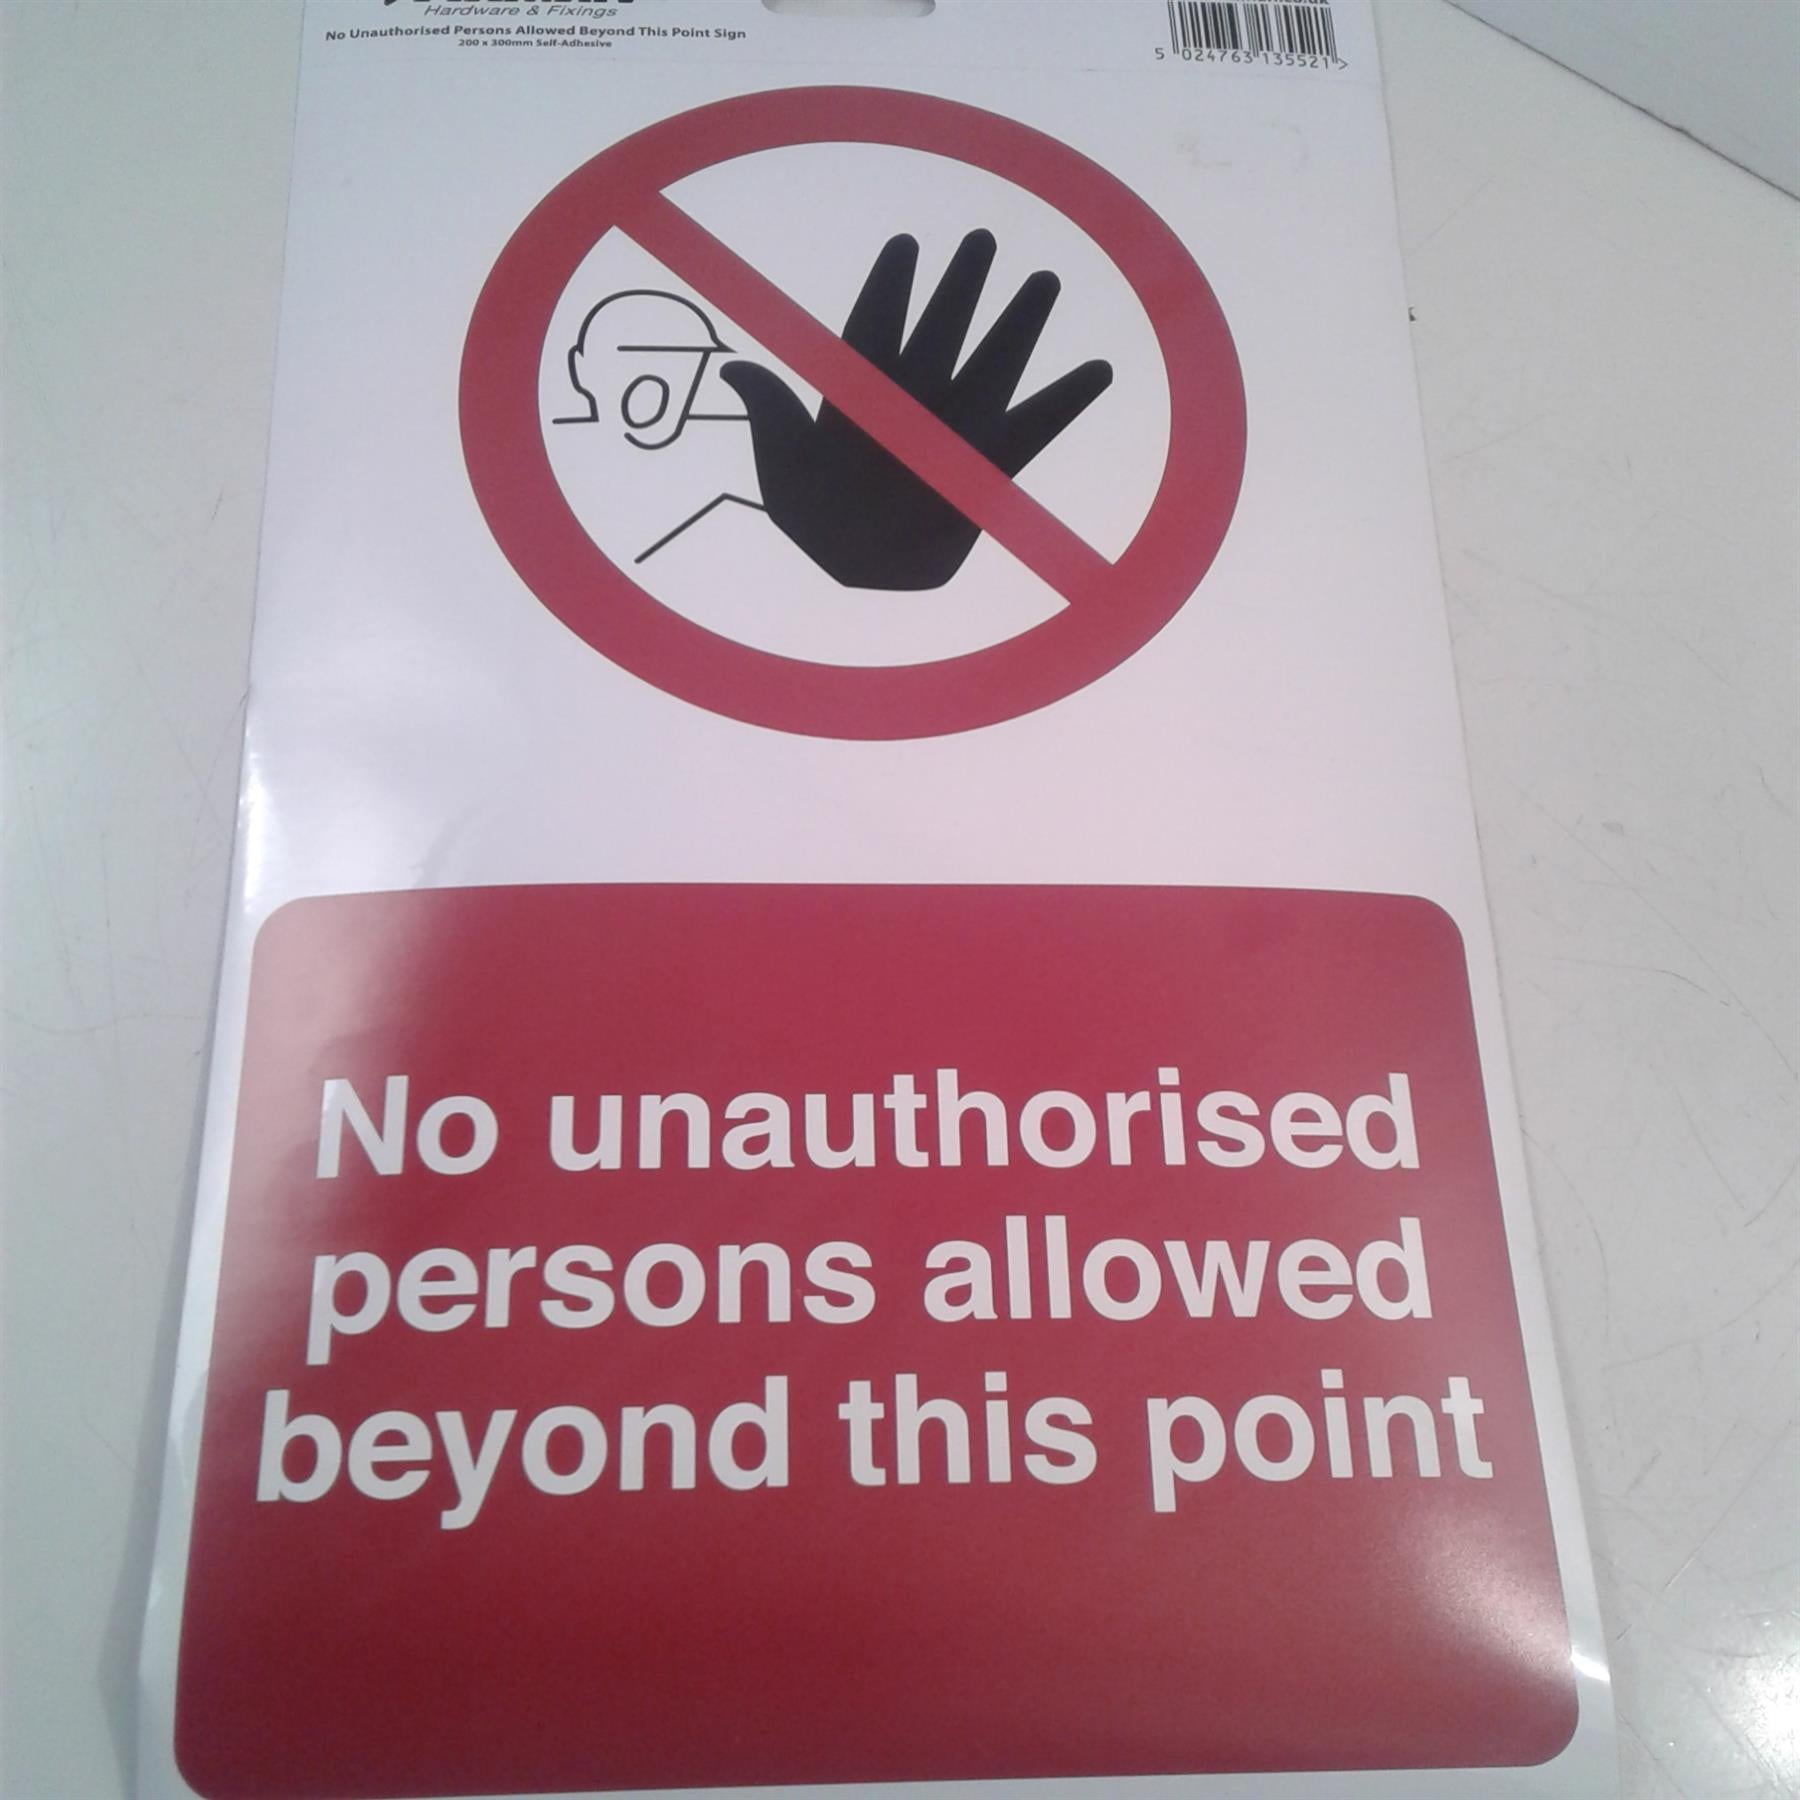 Hardware & Fixings
No Unauthorised Persons Allowed Beyond This Point Sign
200 x 300mm Self-Adhesive
5 024763 135521 >
No unauthorised
persons allowed
beyond this point